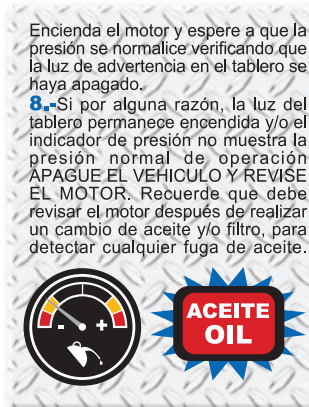 Encienda el motor y espere a que la
presión se normalice verificando que
la luz de advertencia en el tablero se
haya apagado.
8.-Si por alguna razón, la luz del
tablero permanece encendida y/o el
indicador de presión no muestra la
presión normal de operación
APAGUE EL VEHICULO Y REVISE
EL MOTOR. Recuerde que debe
revisar el motor después de realizar
un cambio de aceite y/o filtro, para
detectar cualquier fuga de aceite.
- +
ACEITE
OIL